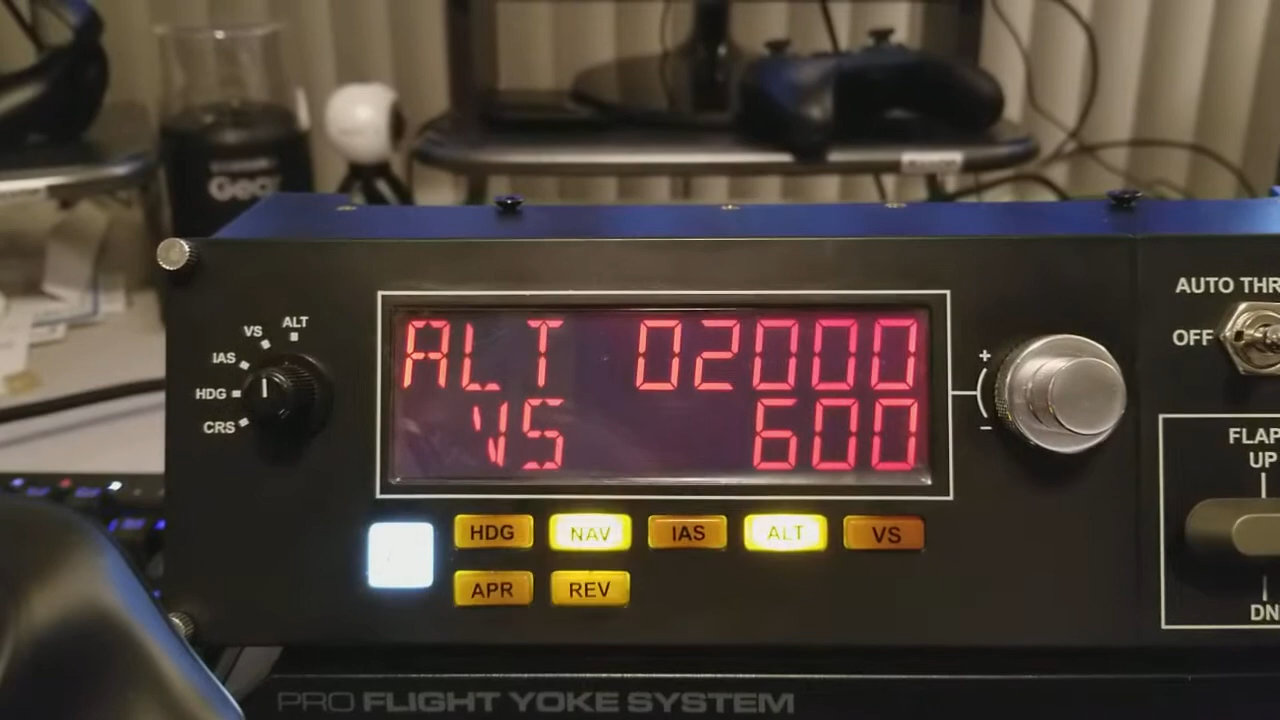 Gear
ALT
VS
IAS
HDG
CRS
ALT 02000
VS 600
+
-
HDG NAV IAS ALT VS
APR REV
AUTO THR
OFF
FLAP
UP
DN
PRO FLIGHT YOKE SYSTEM